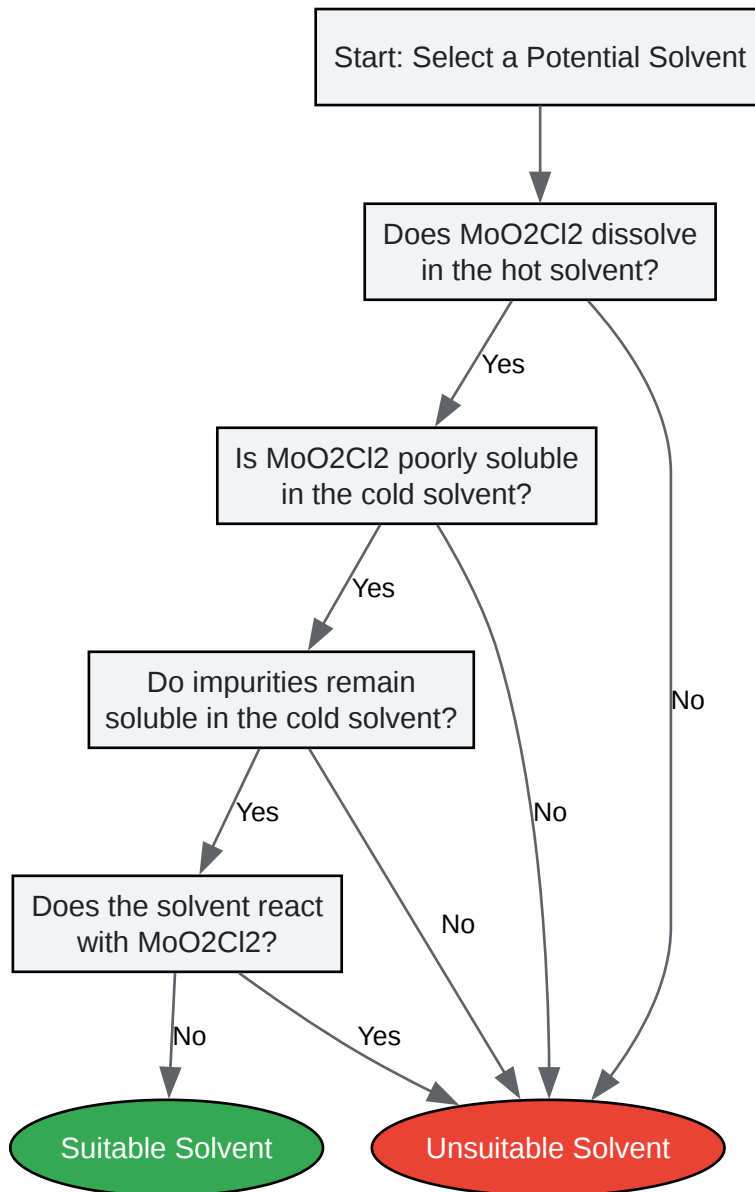 Start: Select a Potential Solvent
Does MoO2Cl2 dissolve
in the hot solvent?
Yes
No
Is MoO2Cl2 poorly soluble
in the cold solvent?
Yes
No
Do impurities remain
soluble in the cold solvent?
Yes
No
Does the solvent react
with MoO2Cl2?
No
Yes
Suitable Solvent
Unsuitable Solvent